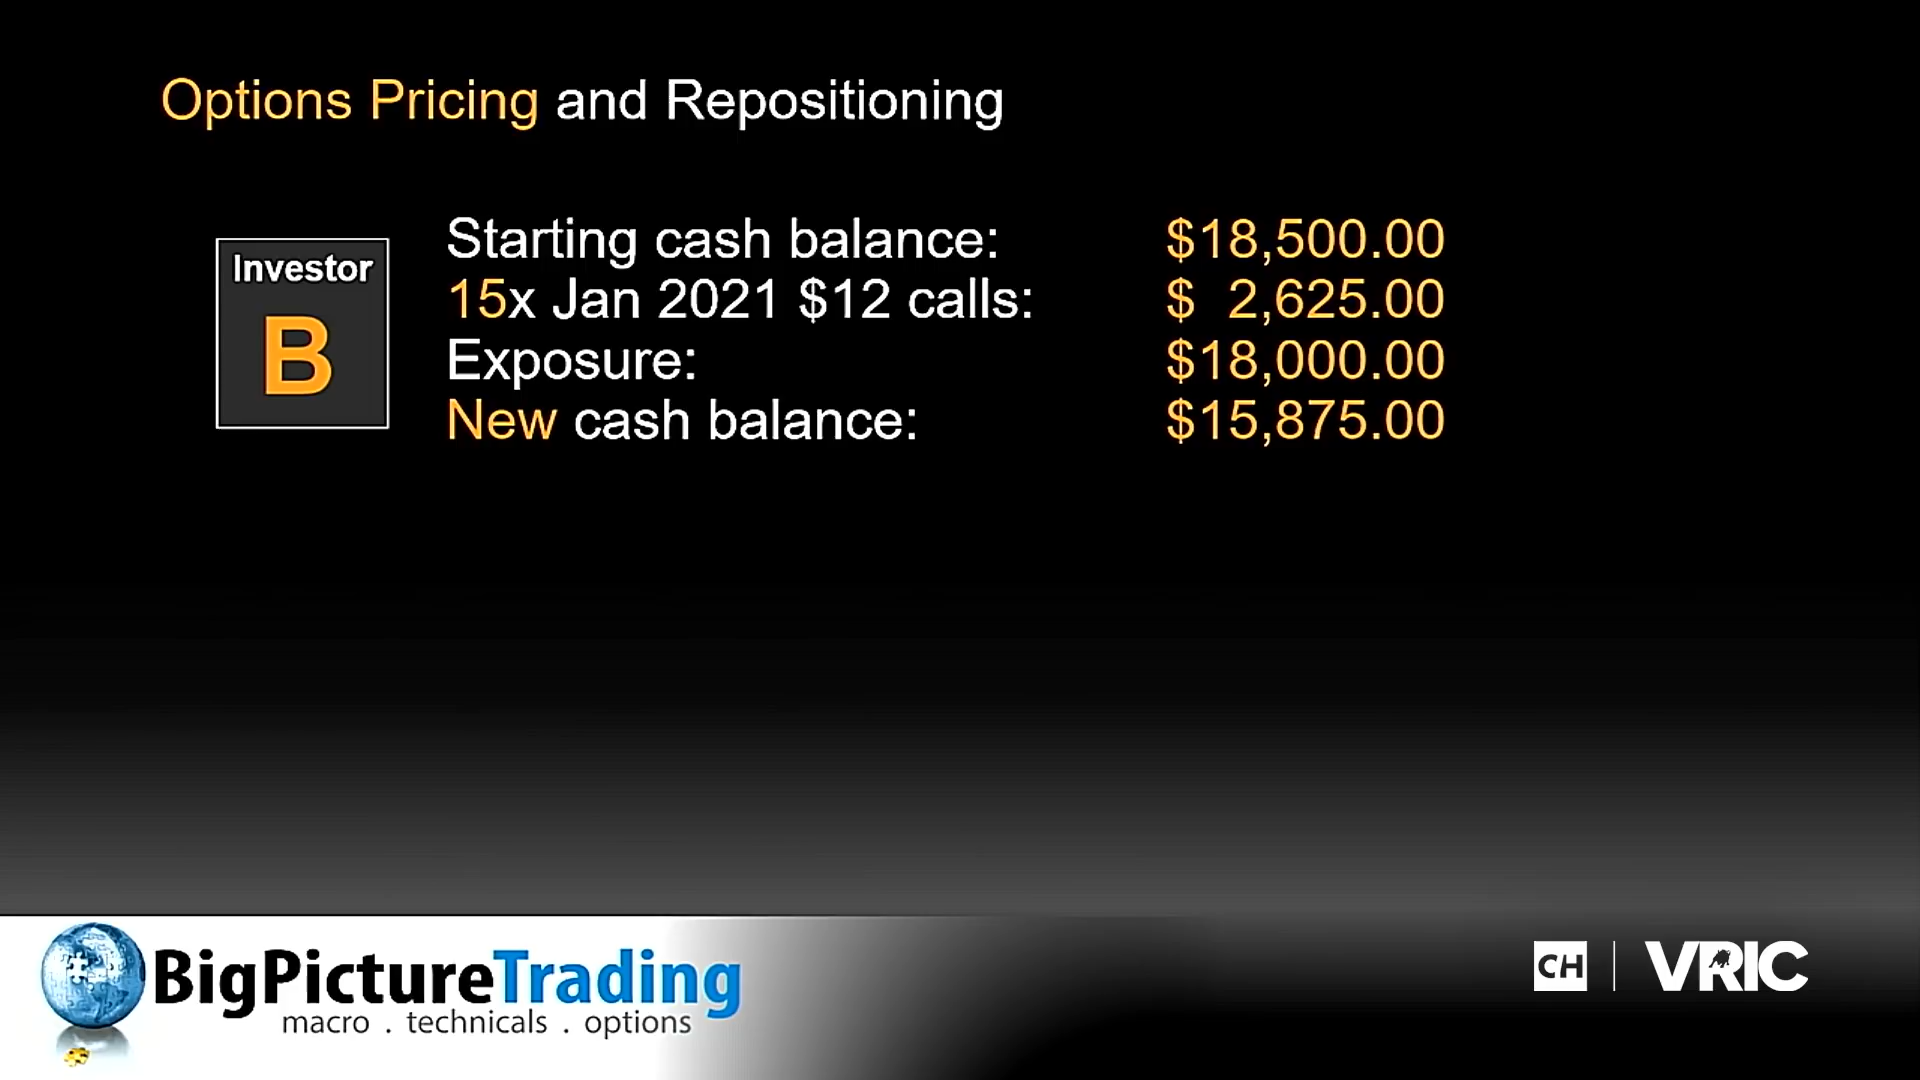 Options Pricing and Repositioning
Investor
B
Starting cash balance: $18,500.00
15x Jan 2021 $12 calls: $ 2,625.00
Exposure: $18,000.00
New cash balance: $15,875.00
BigPictureTrading
macro . technicals . options
CH
VRIC